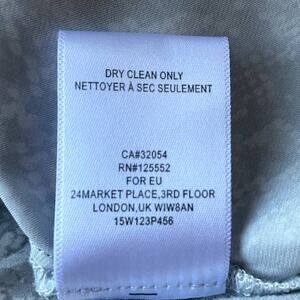 DRY CLEAN ONLY
NETTOYER À SEC SEULEMENT
CA#32054
RN#125552
FOR EU
24MARKET PLACE,3RD FLOOR
LONDON,UK WIW8AN
15W123P456